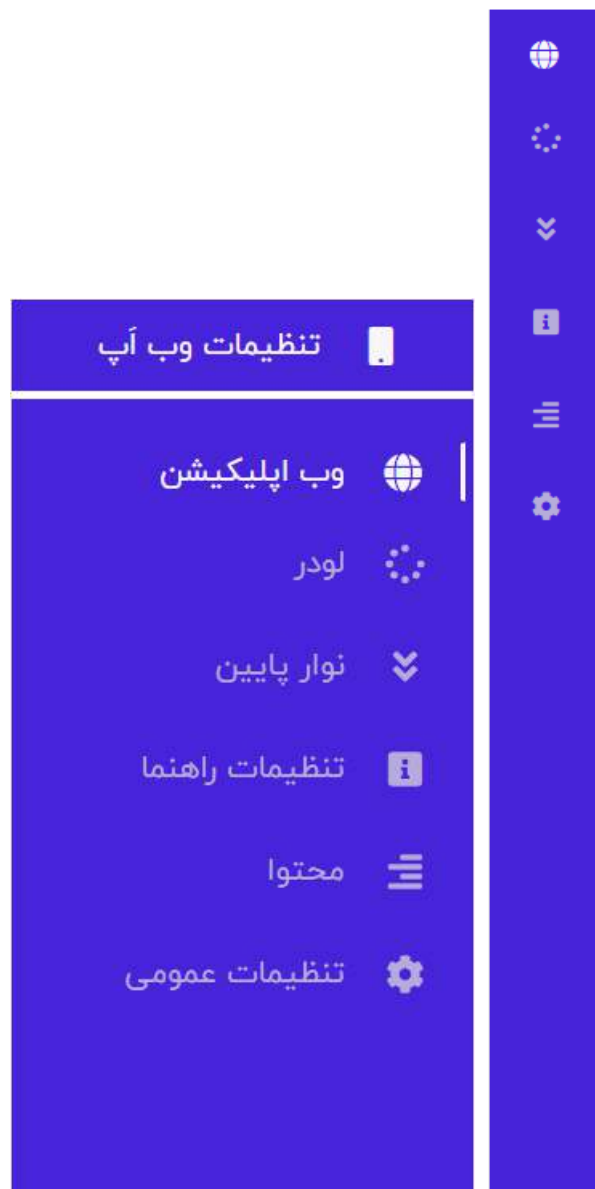 تنظیمات وب اَپ
وب اپلیکیشن
لودر
نوار پایین
تنظیمات راهنما
محتوا
تنظیمات عمومی